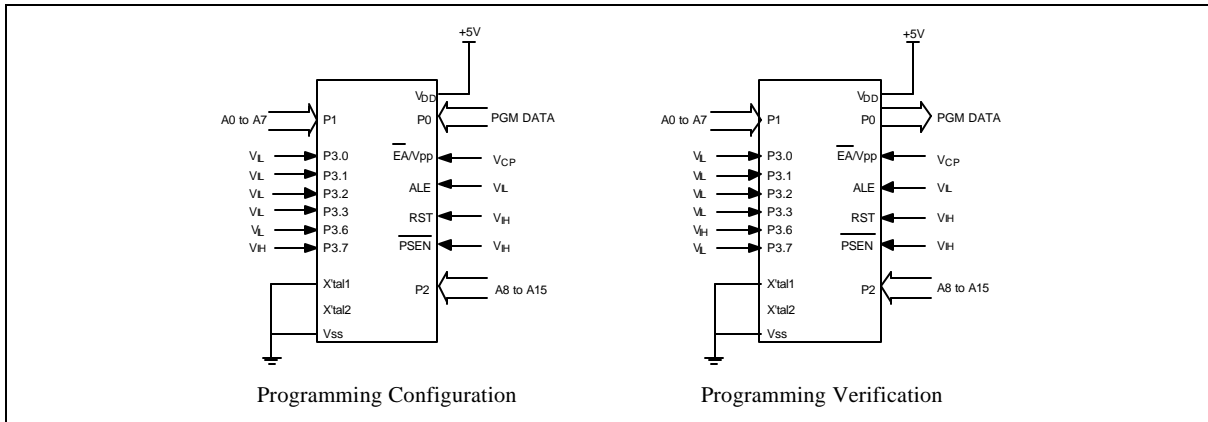 +5V
VDD
A0 to A7
P1
P0
PGM DATA
VIL
P3.0
EA/Vpp
VCP
VIL
P3.1
ALE
VIL
VIL
P3.2
VIL
P3.3
RST
VIH
VIL
P3.6
VIH
P3.7
PSEN
VIH
X'tal1
P2
A8 to A15
X'tal2
Vss
Programming Configuration
+5V
VDD
A0 to A7
P1
P0
PGM DATA
VIL
P3.0
EA/Vpp
VCP
VIL
P3.1
ALE
VIL
VIL
P3.2
VIL
P3.3
RST
VIH
VIH
P3.6
VIL
P3.7
PSEN
VIH
X'tal1
P2
A8 to A15
X'tal2
Vss
Programming Verification